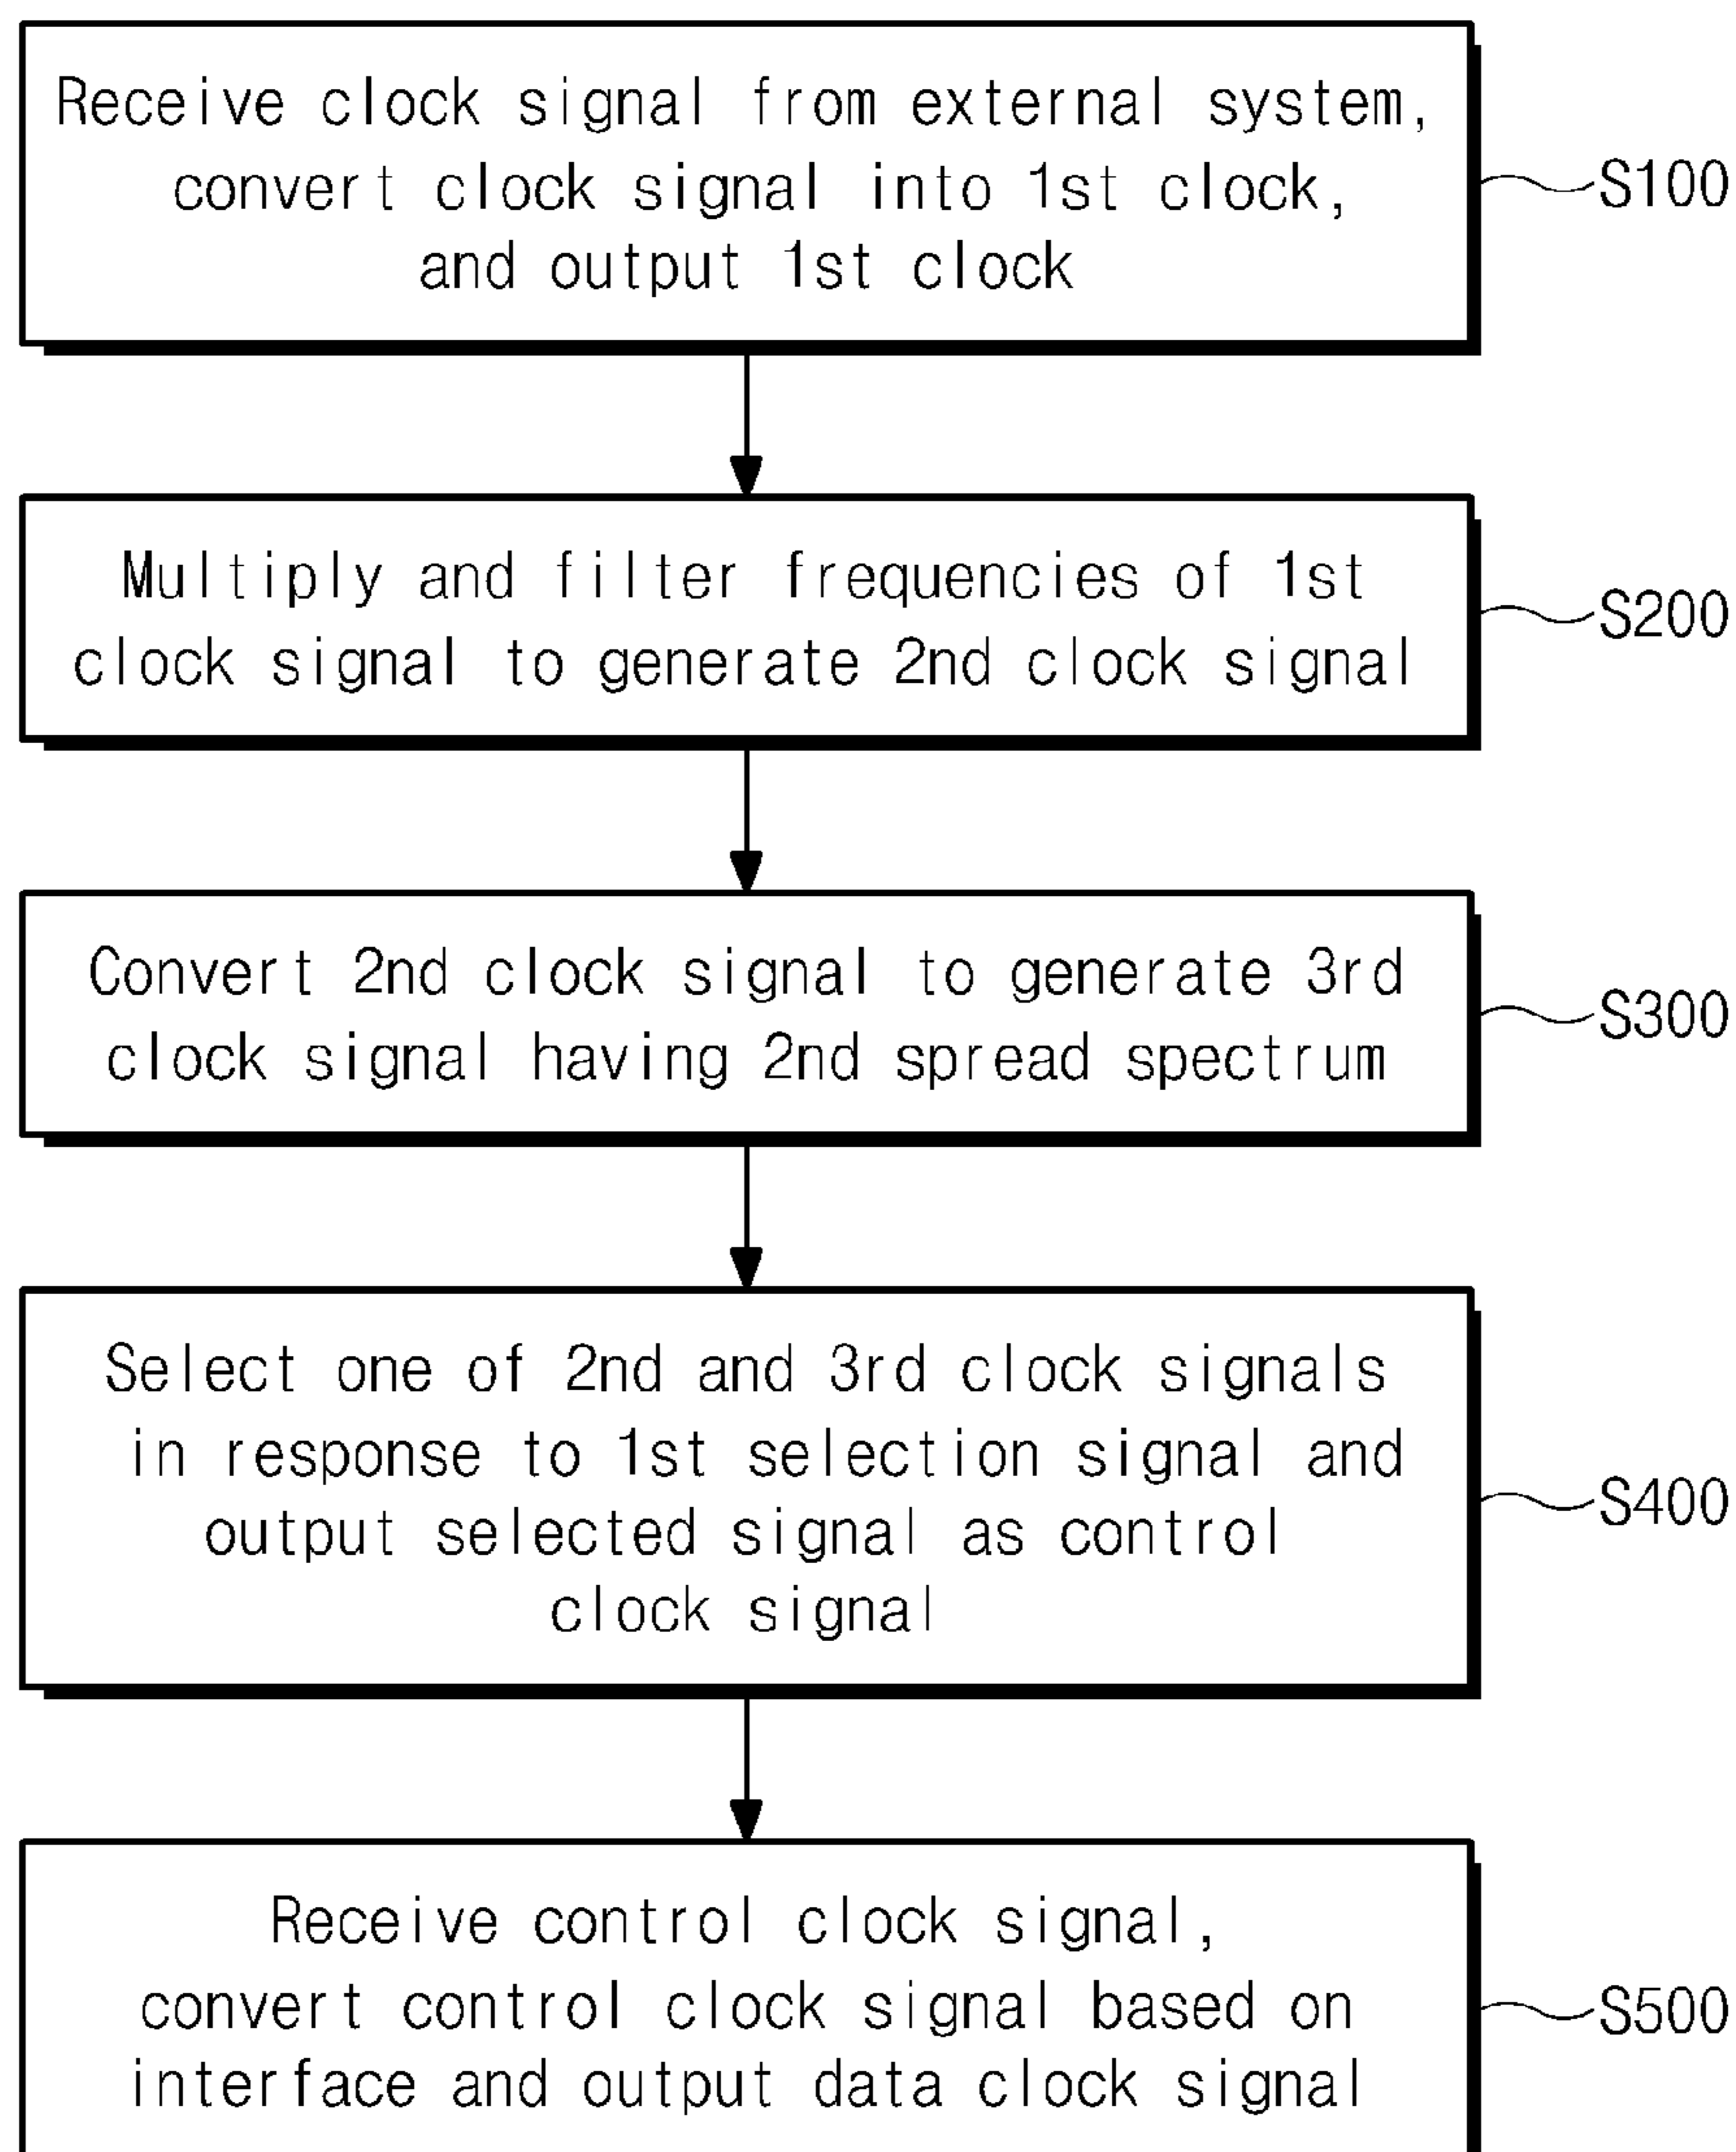 Receive clock signal from external system,
convert clock signal into 1st clock,
and output 1st clock
S100
Multiply and filter frequencies of 1st
clock signal to generate 2nd clock signal
S200
Convert 2nd clock signal to generate 3rd
clock signal having 2nd spread spectrum
S300
Select one of 2nd and 3rd clock signals
in response to 1st selection signal and
output selected signal as control
clock signal
S400
Receive control clock signal,
convert control clock signal based on
interface and output data clock signal
S500